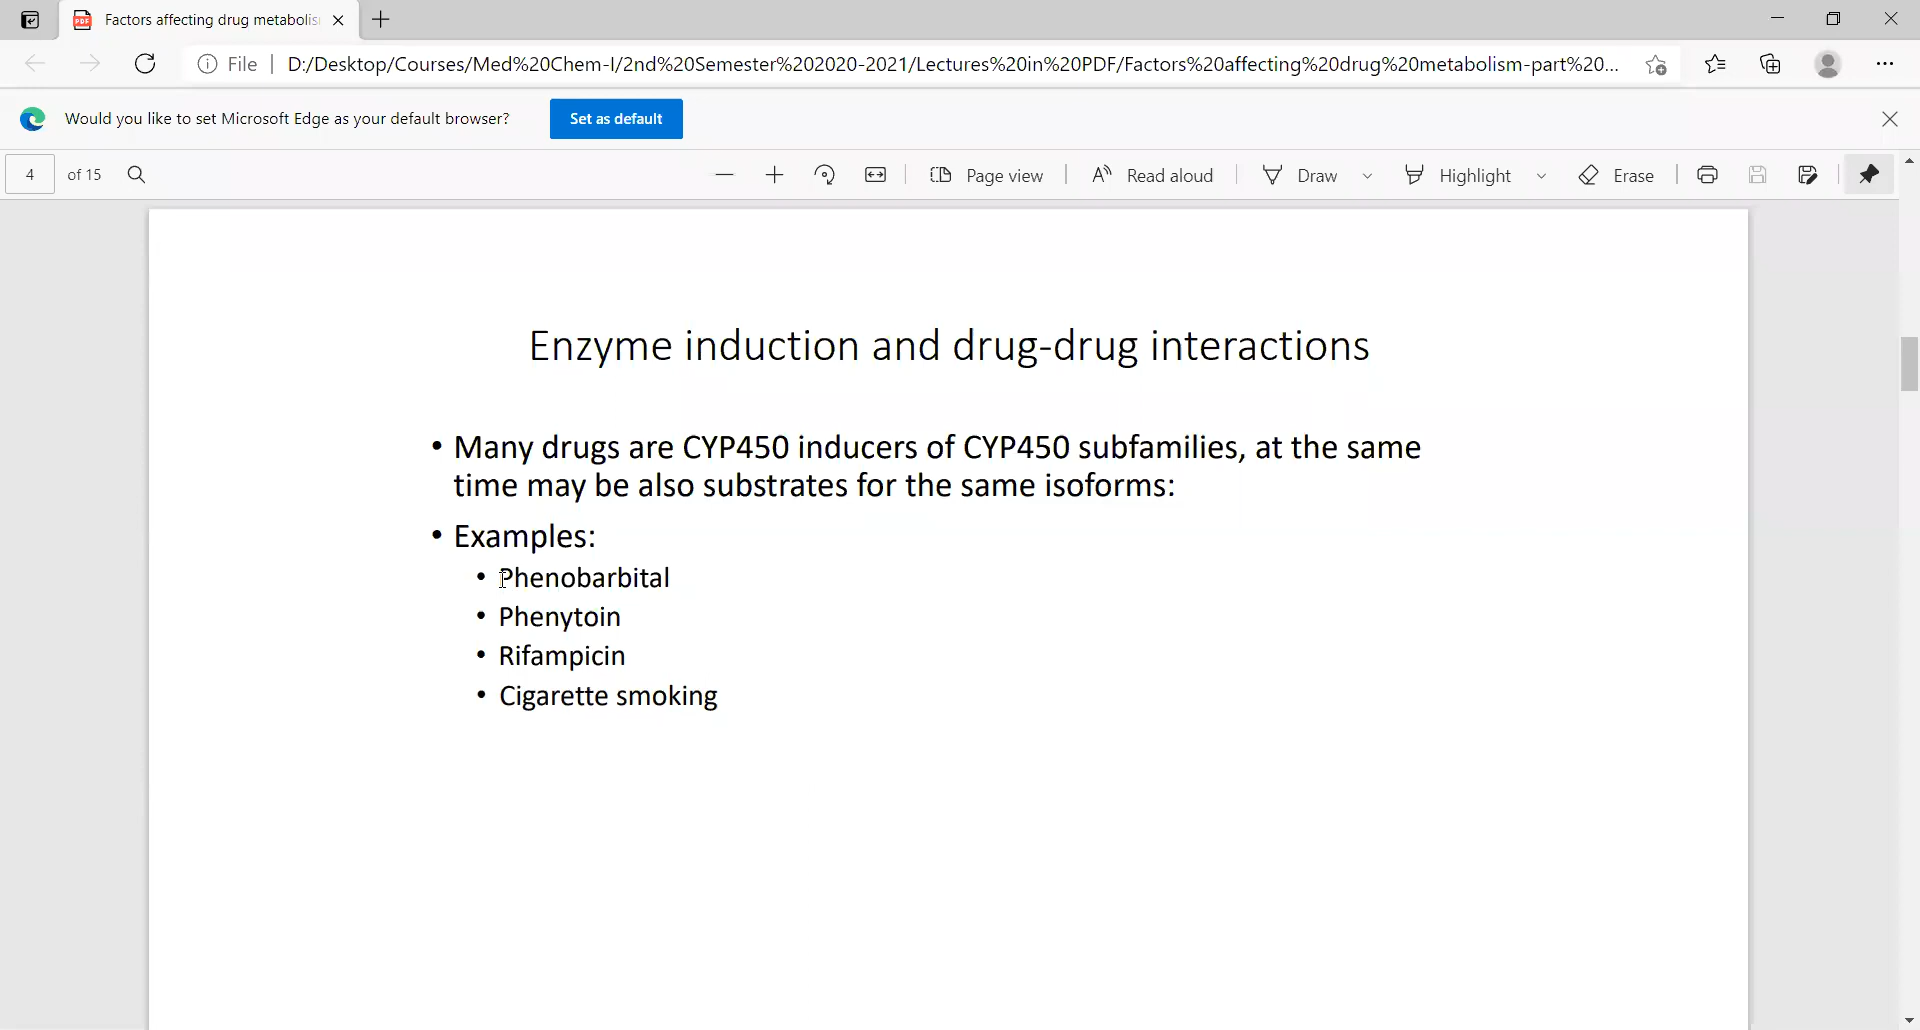 Factors affecting drug metabolis
File
D:/Desktop/Courses/Med%20Chem-I/2nd%20Semester%202020-2021/Lectures%20in%20PDF/Factors%20affecting%20drug%20metabolism-part%20...
Would you like to set Microsoft Edge as your default browser?
Set as default
4 of 15
Page view
Read aloud
Draw
Highlight
Erase
Enzyme induction and drug-drug interactions
• Many drugs are CYP450 inducers of CYP450 subfamilies, at the same
time may be also substrates for the same isoforms:
• Examples:
• Phenobarbital
• Phenytoin
• Rifampicin
• Cigarette smoking